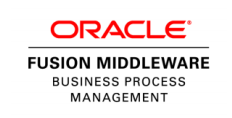 ORACLE®
FUSION MIDDLEWARE
BUSINESS PROCESS
MANAGEMENT